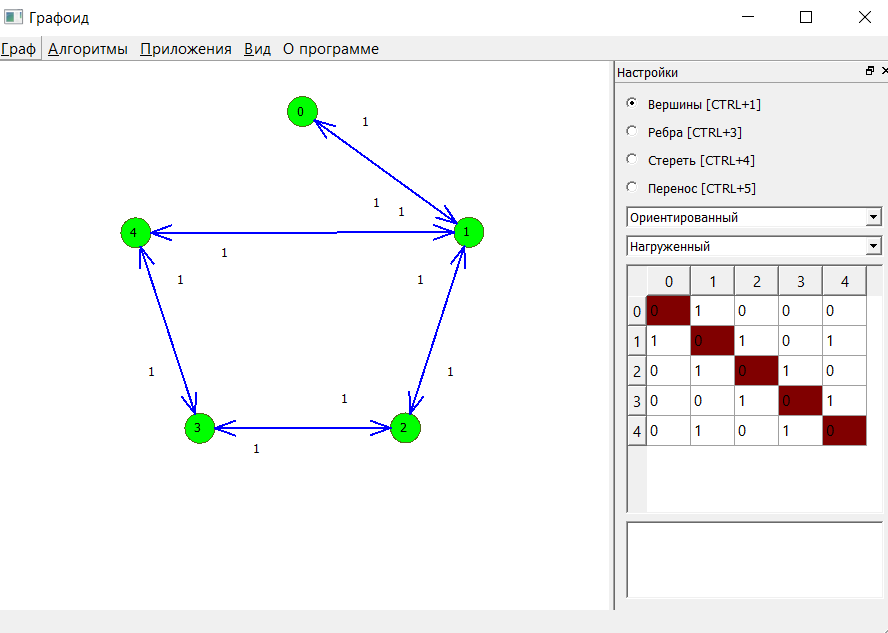 Графоид
Граф Алгоритмы Приложения Вид О программе
Настройки
Вершины [CTRL+1]
Ребра [CTRL+3]
Стереть [CTRL+4]
Перенос [CTRL+5]
Ориентированный
Нагруженный
0 1 2 3 4
0 0 1 0 0 0
1 1 0 1 0 1
2 0 1 0 1 0
3 0 0 1 0 1
4 0 1 0 1 0
0
1
1
1
4
1
1
1
1
1
1
1
3
2
1